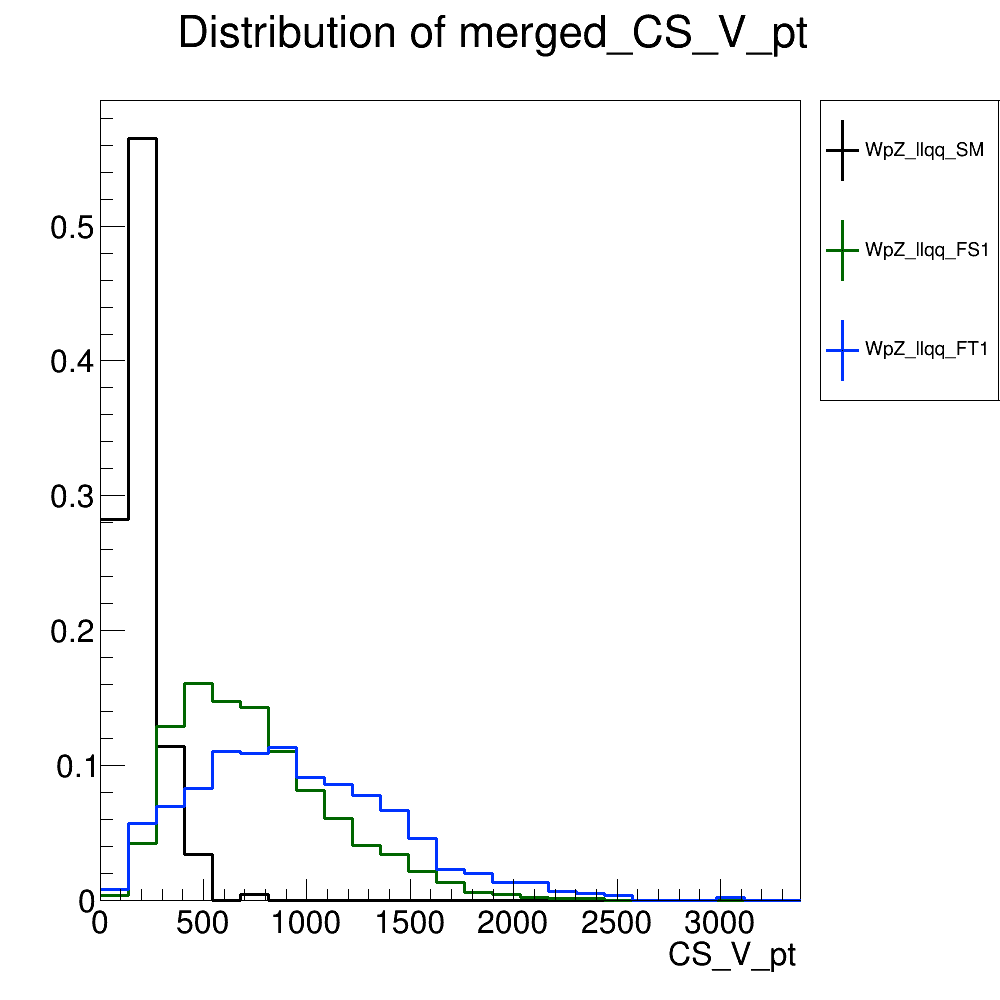 Distribution of merged_CS_V_pt
WpZ_llqq_SM
WpZ_llqq_FS1
WpZ_llqq_FT1
0.5
0.4
0.3
0.2
0.1
0
0 500 1000 1500 2000 2500 3000
CS_V_pt